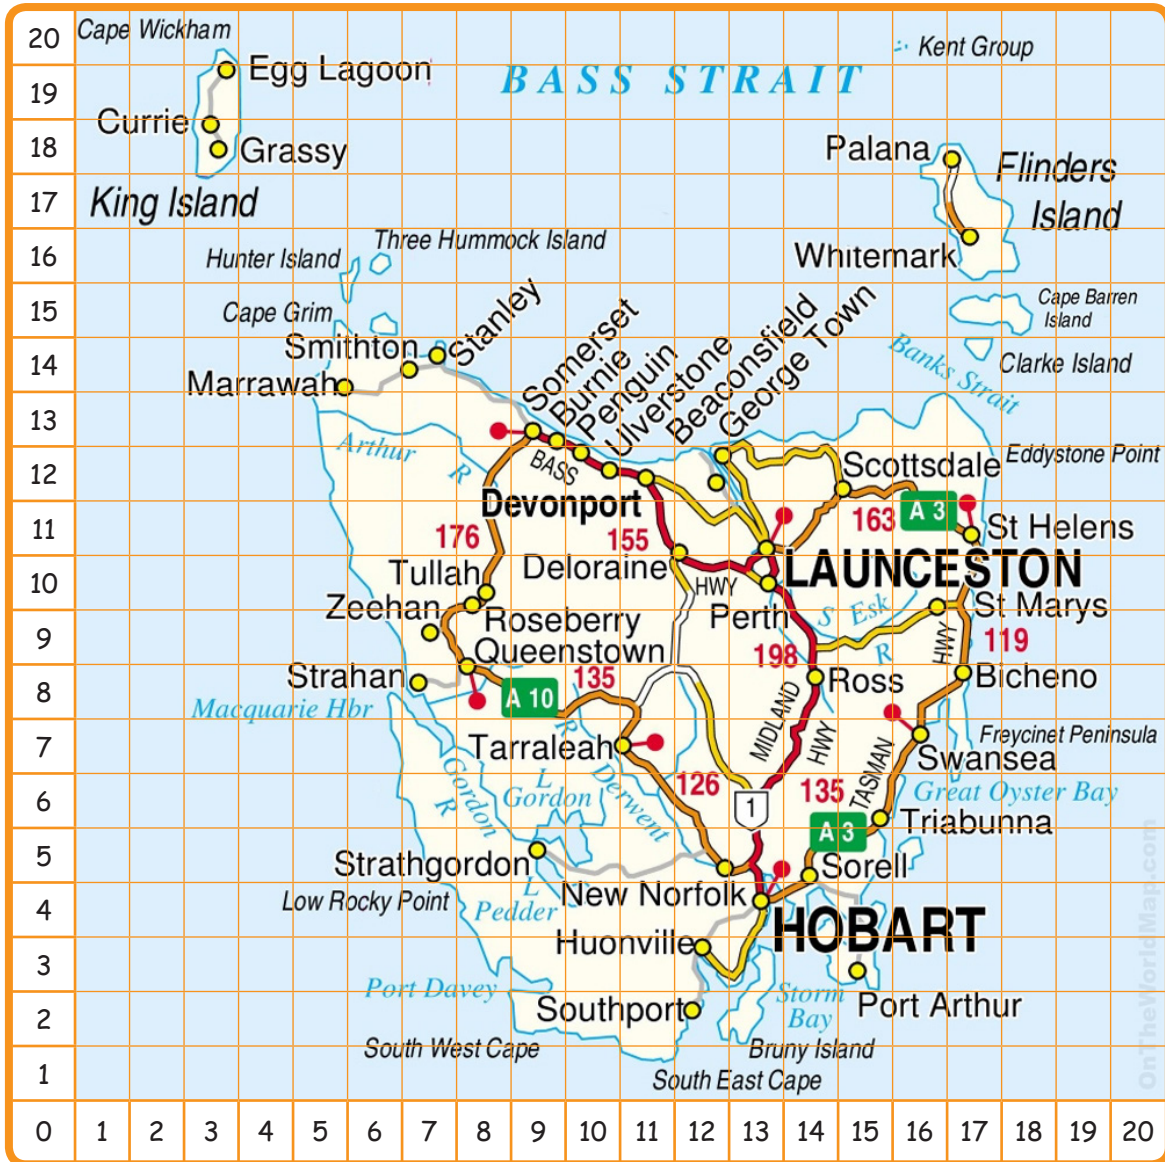 20
Cape Wickham
Kent Group
Egg Lagoon
BASS STRAIT
19
Currie
18
Grassy
Palana
Flinders
Island
17
King Island
16
Three Hummock Island
Hunter Island
Whitemark
15
Cape Grim
Cape Barren
Island
Stanley
Somerset
Burnie
Penguin
Ulverstone
Beaconsfield
George Town
Banks Strait
14
Smithton
Clarke Island
Marrawah
13
Arthur
R
BASS
Eddystone Point
12
Scottsdale
Devonport
163
A 3
11
176
155
St Helens
Deloraine
LAUNCESTON
10
Tullah
HWY
Zeehan
Roseberry
Perth
S Esk
R
St Marys
9
Queenstown
198
HWY
119
Strahan
135
Ross
Bicheno
8
A 10
Macquarie Hbr
R
MIDLAND
HWY
7
Tarraleah
Freycinet Peninsula
Swansea
TASMAN
Gordon
R
L
Gordon
Derwent
126
135
Great Oyster Bay
6
1
A 3
Triabunna
5
Strathgordon
Sorell
L
Pedder
New Norfolk
4
Low Rocky Point
HOBART
Huonville
3
Port Davey
Storm
Bay
2
Southport
Port Arthur
South West Cape
Bruny Island
1
South East Cape
OnTheWorldMap.com
0 1 2 3 4 5 6 7 8 9 10 11 12 13 14 15 16 17 18 19 20